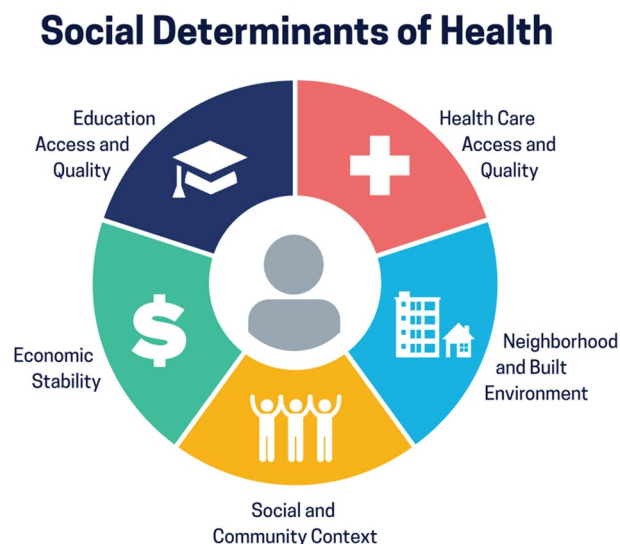 Social Determinants of Health
Education
Access and
Quality
Health Care
Access and
Quality
$
Economic
Stability
Neighborhood
and Built
Environment
Social and
Community Context